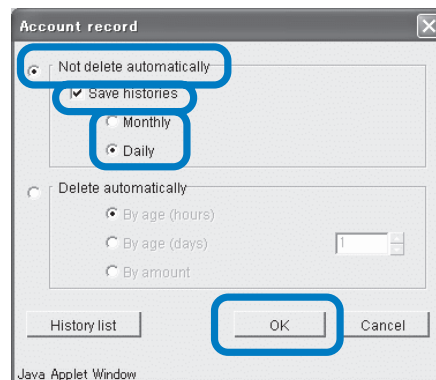 Account record
Not delete automatically
Save histories
Monthly
Daily
Delete automatically
By age (hours)
By age (days)
1
By amount
History list
OK
Cancel
Java Applet Window